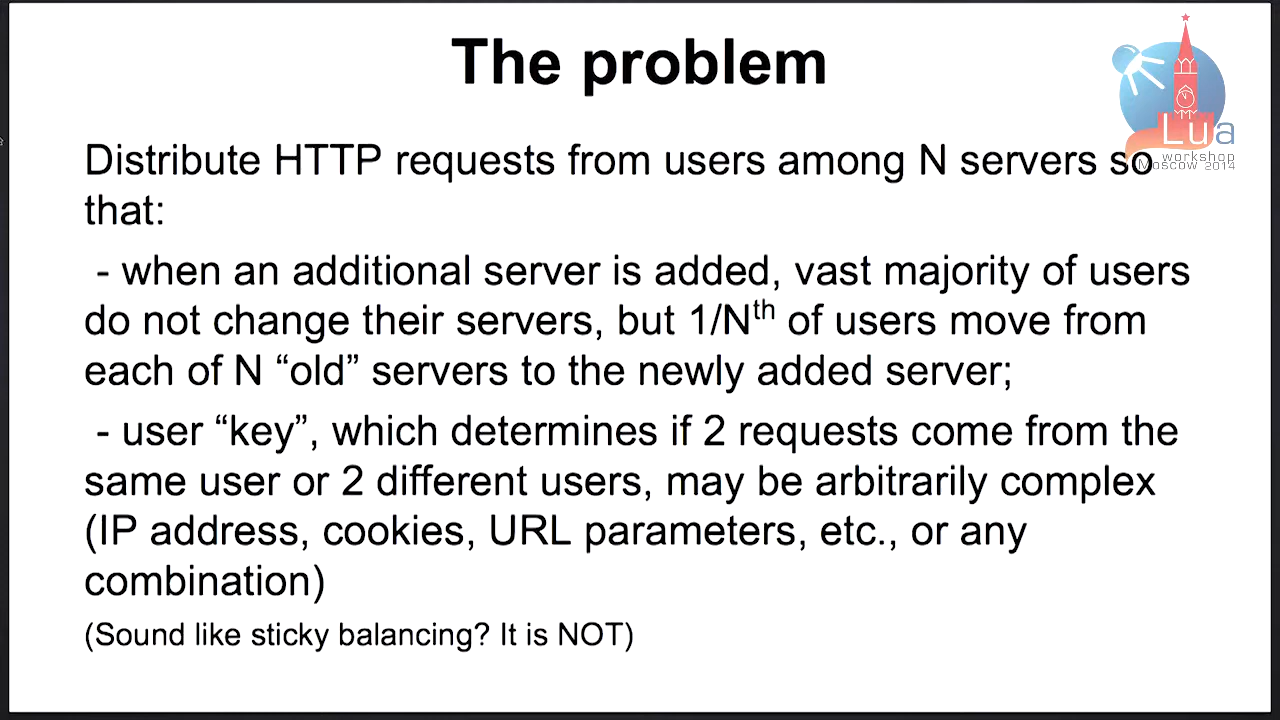 The problem
Lua
workshop
Moscow 2014
Distribute HTTP requests from users among N servers so
that:
- when an additional server is added, vast majority of users
do not change their servers, but 1/Nth of users move from
each of N “old” servers to the newly added server;
- user “key”, which determines if 2 requests come from the
same user or 2 different users, may be arbitrarily complex
(IP address, cookies, URL parameters, etc., or any
combination)
(Sound like sticky balancing? It is NOT)